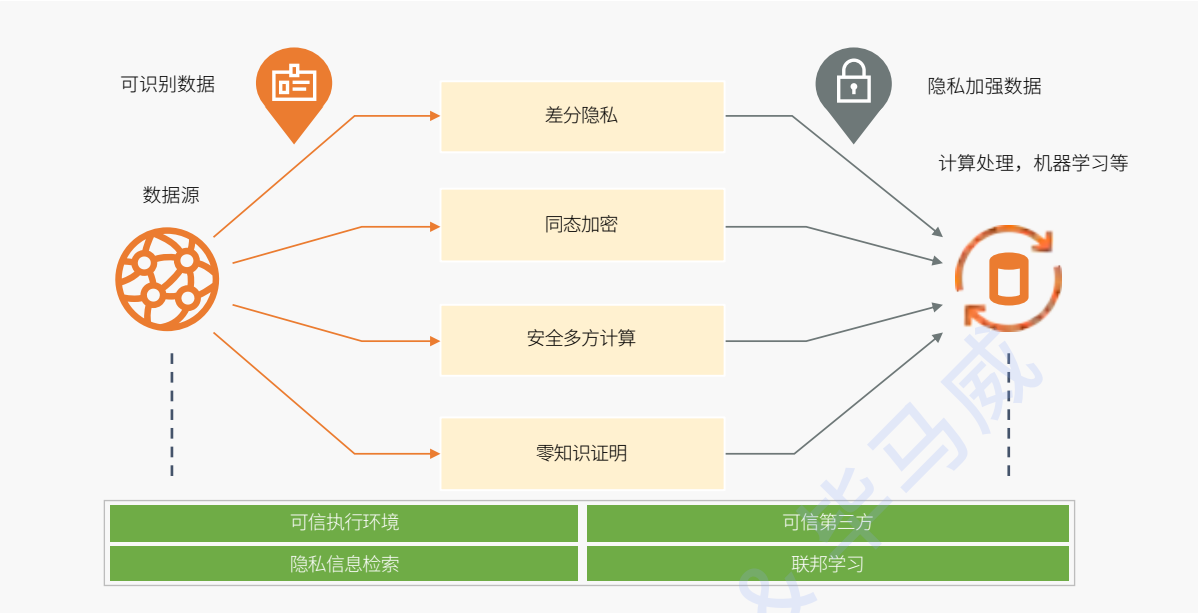 可识别数据
隐私加强数据
差分隐私
计算处理，机器学习等
数据源
同态加密
安全多方计算
零知识证明
可信执行环境
可信第三方
隐私信息检索
联邦学习
& 华马威